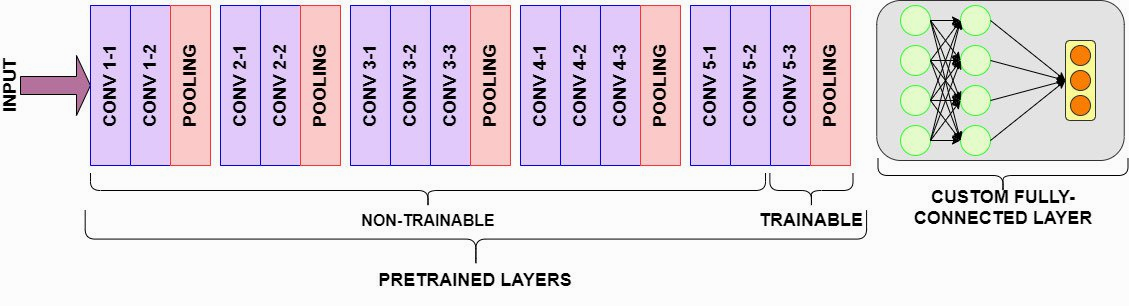 INPUT
CONV 1-1
CONV 1-2
POOLING
CONV 2-1
CONV 2-2
POOLING
CONV 3-1
CONV 3-2
CONV 3-3
POOLING
CONV 4-1
CONV 4-2
CONV 4-3
POOLING
CONV 5-1
CONV 5-2
CONV 5-3
POOLING
NON-TRAINABLE
TRAINABLE
CUSTOM FULLY-
CONNECTED LAYER
PRETRAINED LAYERS